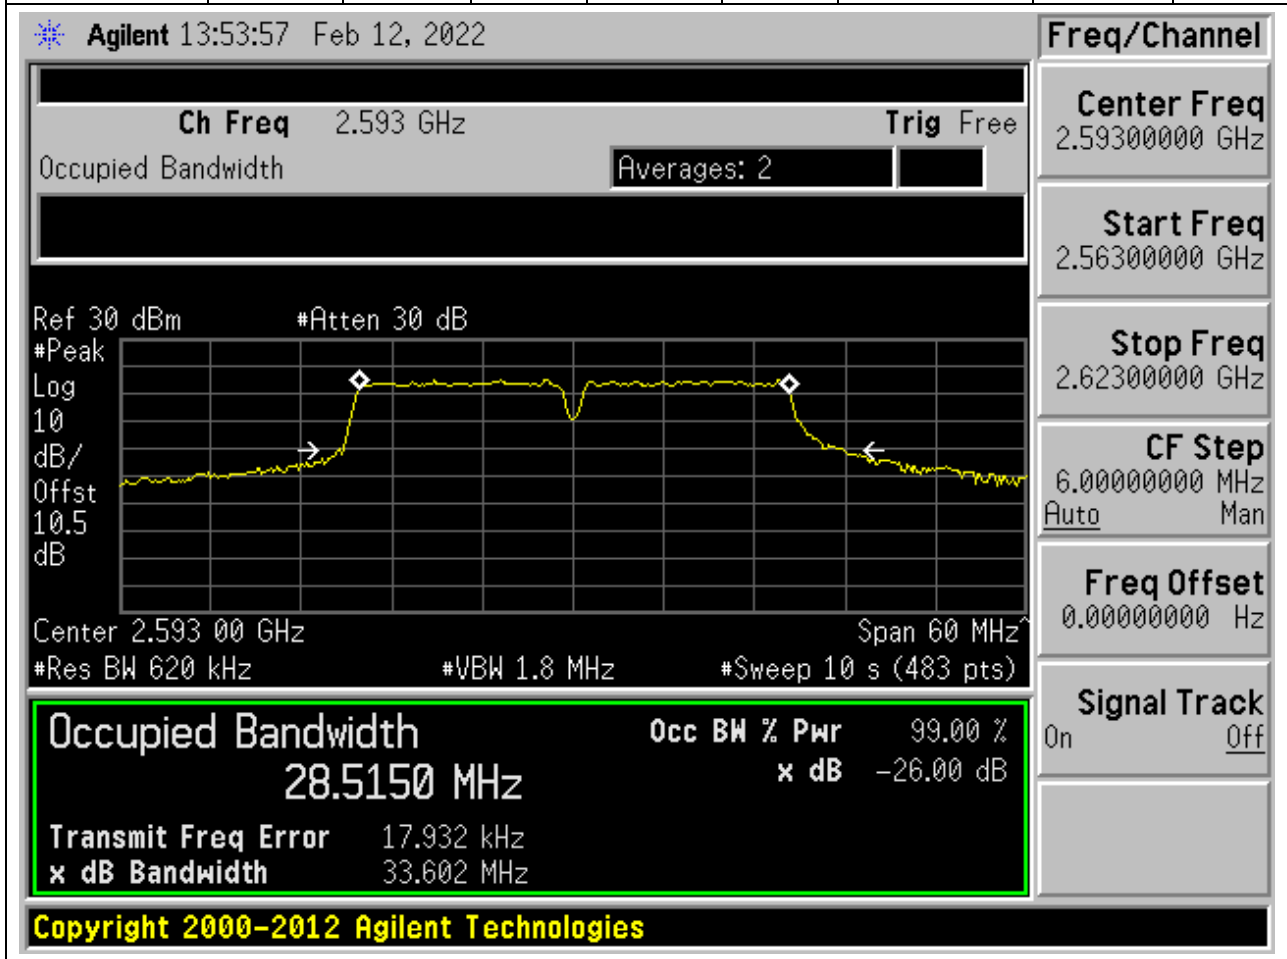 Agilent 13:53:57 Feb 12, 2022
Ch Freq 2.593 GHz Trig Free
Occupied Bandwidth Averages: 2
Ref 30 dBm #Atten 30 dB
#Peak
Log
10
dB/
Offst
10.5
dB
Center 2.593 00 GHz Span 60 MHz^
#Res BW 620 kHz #VBW 1.8 MHz #Sweep 10 s (483 pts)
Occupied Bandwidth Occ BW % Pwr 99.00 %
28.5150 MHz x dB -26.00 dB
Transmit Freq Error 17.932 kHz
x dB Bandwidth 33.602 MHz
Copyright 2000-2012 Agilent Technologies
Freq/Channel
Center Freq
2.59300000 GHz
Start Freq
2.56300000 GHz
Stop Freq
2.62300000 GHz
CF Step
6.00000000 MHz
Auto Man
Freq Offset
0.00000000 Hz
Signal Track
On Off